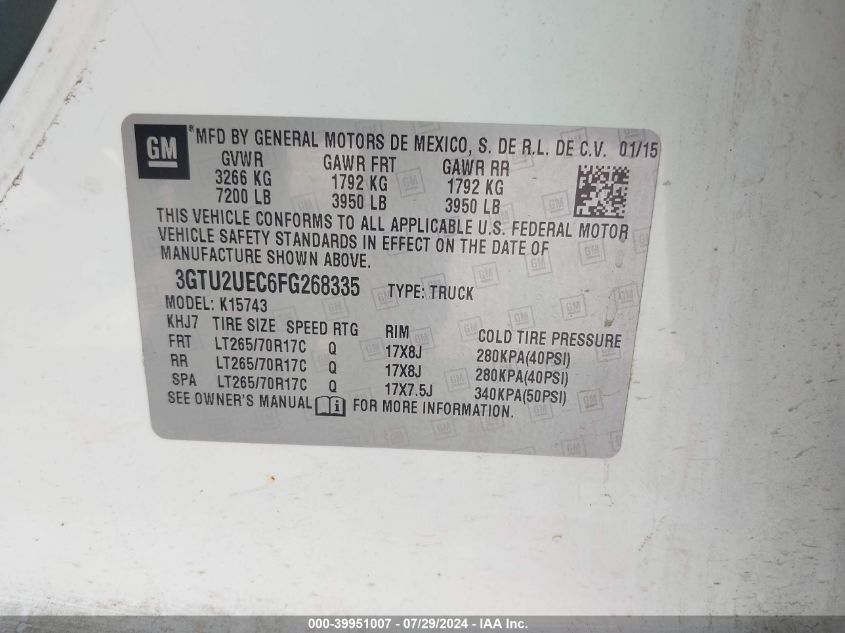 GM ® MFD BY GENERAL MOTORS DE MEXICO, S. DE R.L. DE C.V. 01/15
GVWR GAWR FRT GAWR RR
3266 KG 1792 KG 1792 KG
7200 LB 3950 LB 3950 LB
THIS VEHICLE CONFORMS TO ALL APPLICABLE U.S. FEDERAL MOTOR
VEHICLE SAFETY STANDARDS IN EFFECT ON THE DATE OF
MANUFACTURE SHOWN ABOVE.
3GTU2UEC6FG268335 TYPE: TRUCK
MODEL: K15743
KHJ7 TIRE SIZE SPEED RTG RIM COLD TIRE PRESSURE
FRT LT265/70R17C Q 17X8J 280KPA(40PSI)
RR LT265/70R17C Q 17X8J 280KPA(40PSI)
SPA LT265/70R17C Q 17X7.5J 340KPA(50PSI)
SEE OWNER'S MANUAL i FOR MORE INFORMATION.
000-39951007 - 07/29/2024 - IAA Inc.